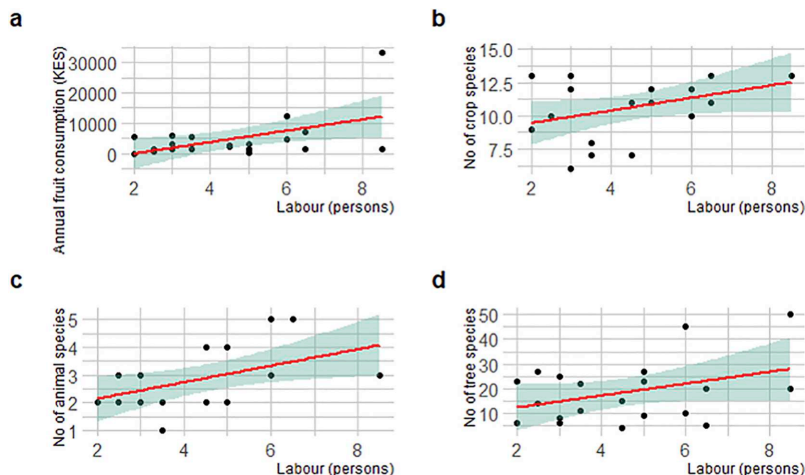 a
Annual fruit consumption (KES)
30000
20000
10000
0
2 4 6 8
Labour (persons)
b
No of crop species
15.0
12.5
10.0
7.5
2 4 6 8
Labour (persons)
c
No of animal species
5
4
3
2
1
2 4 6 8
Labour (persons)
d
No of tree species
50
40
30
20
10
2 4 6 8
Labour (persons)